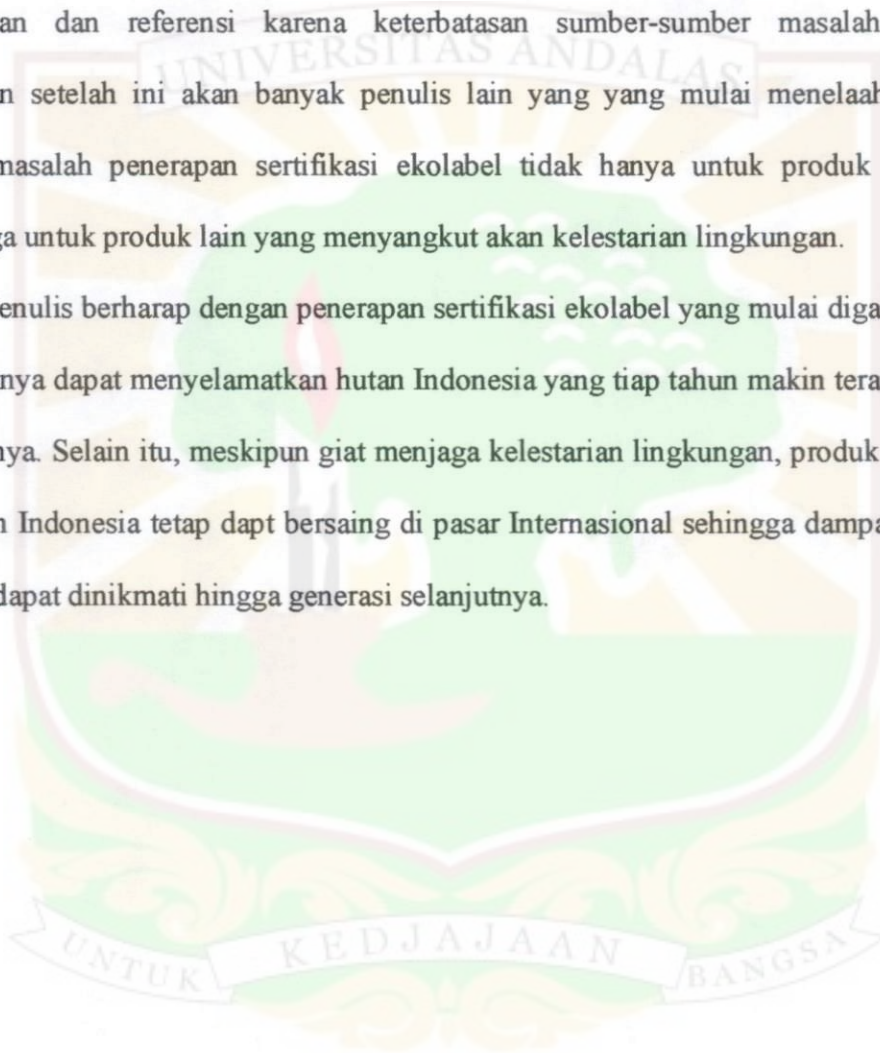 an dan referensi karena keterbatasan sumber-sumber masalah
UNIVERSITAS ANDALAS
n setelah ini akan banyak penulis lain yang yang mulai menelaah
masalah penerapan sertifikasi ekolabel tidak hanya untuk produk
ga untuk produk lain yang menyangkut akan kelestarian lingkungan.
enulis berharap dengan penerapan sertifikasi ekolabel yang mulai diga
nya dapat menyelamatkan hutan Indonesia yang tiap tahun makin tera
nya. Selain itu, meskipun giat menjaga kelestarian lingkungan, produk
n Indonesia tetap dapt bersaing di pasar Internasional sehingga dampa
dapat dinikmati hingga generasi selanjutnya.
UNTUK KEDJAJAAN BANGSA